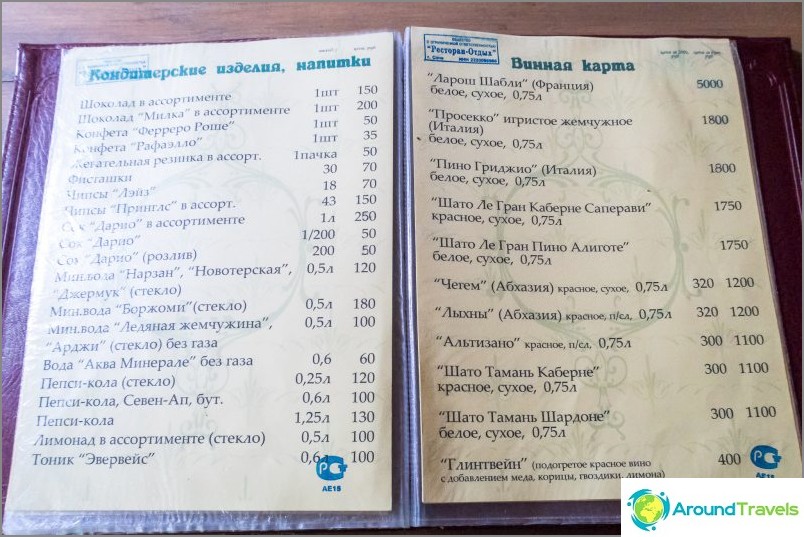 Кондитерские изделия, напитки
Шоколад в ассортименте 1шт 150
Шоколад "Милка" в ассортименте 1шт 200
Конфета "Ферреро Роше" 1шт 50
Конфета "Рафаэлло" 1шт 35
Жевательная резинка в ассорт. 1пачка 50
Фисташки 30 70
Чипсы "Лэйз" 18 70
Чипсы "Принглс" в ассорт. 43 150
Сок "Дарио" в ассортименте 1л 250
Сок "Дарио" 1/200 50
Сок "Дарио" (розлив) 200 50
Мин.вода "Нарзан", "Новотерская", 0,5л 120
"Джермук" (стекло)
Мин.вода "Боржоми"(стекло) 0,5л 180
Мин.вода "Ледяная жемчужина", 0,5л 100
"Арджи" (стекло) без газа
Вода "Аква Минерале" без газа 0,6 60
Пепси-кола (стекло) 0,25л 120
Пепси-кола, Севен-Ап, бут. 0,6л 100
Пепси-кола 1,25л 130
Лимонад в ассортименте (стекло) 0,5л 100
Тоник "Эвервейс" 0,6л 100
РСТ
АЕ15
"Ресторан-Отдых"
Винная карта
"Ларош Шабли" (Франция) 5000
белое, сухое, 0,75л
"Просекко" игристое жемчужное 1800
(Италия)
белое, сухое, 0,75л
"Пино Гриджио" (Италия) 1800
белое, сухое, 0,75л
"Шато Ле Гран Каберне Саперави" 1750
красное, сухое, 0,75л
"Шато Ле Гран Пино Алиготе" 1750
белое, сухое, 0,75л
"Чегем" (Абхазия) красное, сухое, 0,75л 320 1200
"Лыхны" (Абхазия) красное, п/сл, 0,75л 320 1200
"Альтизано" красное, п/сл, 0,75л 300 1100
"Шато Тамань Каберне" 300 1100
красное, сухое, 0,75л
"Шато Тамань Шардоне" 300 1100
белое, сухое, 0,75л
"Глинтвейн" (подогретое красное вино 400
с добавлением меда, корицы, гвоздики, лимона)
РСТ
АЕ15
AroundTravels